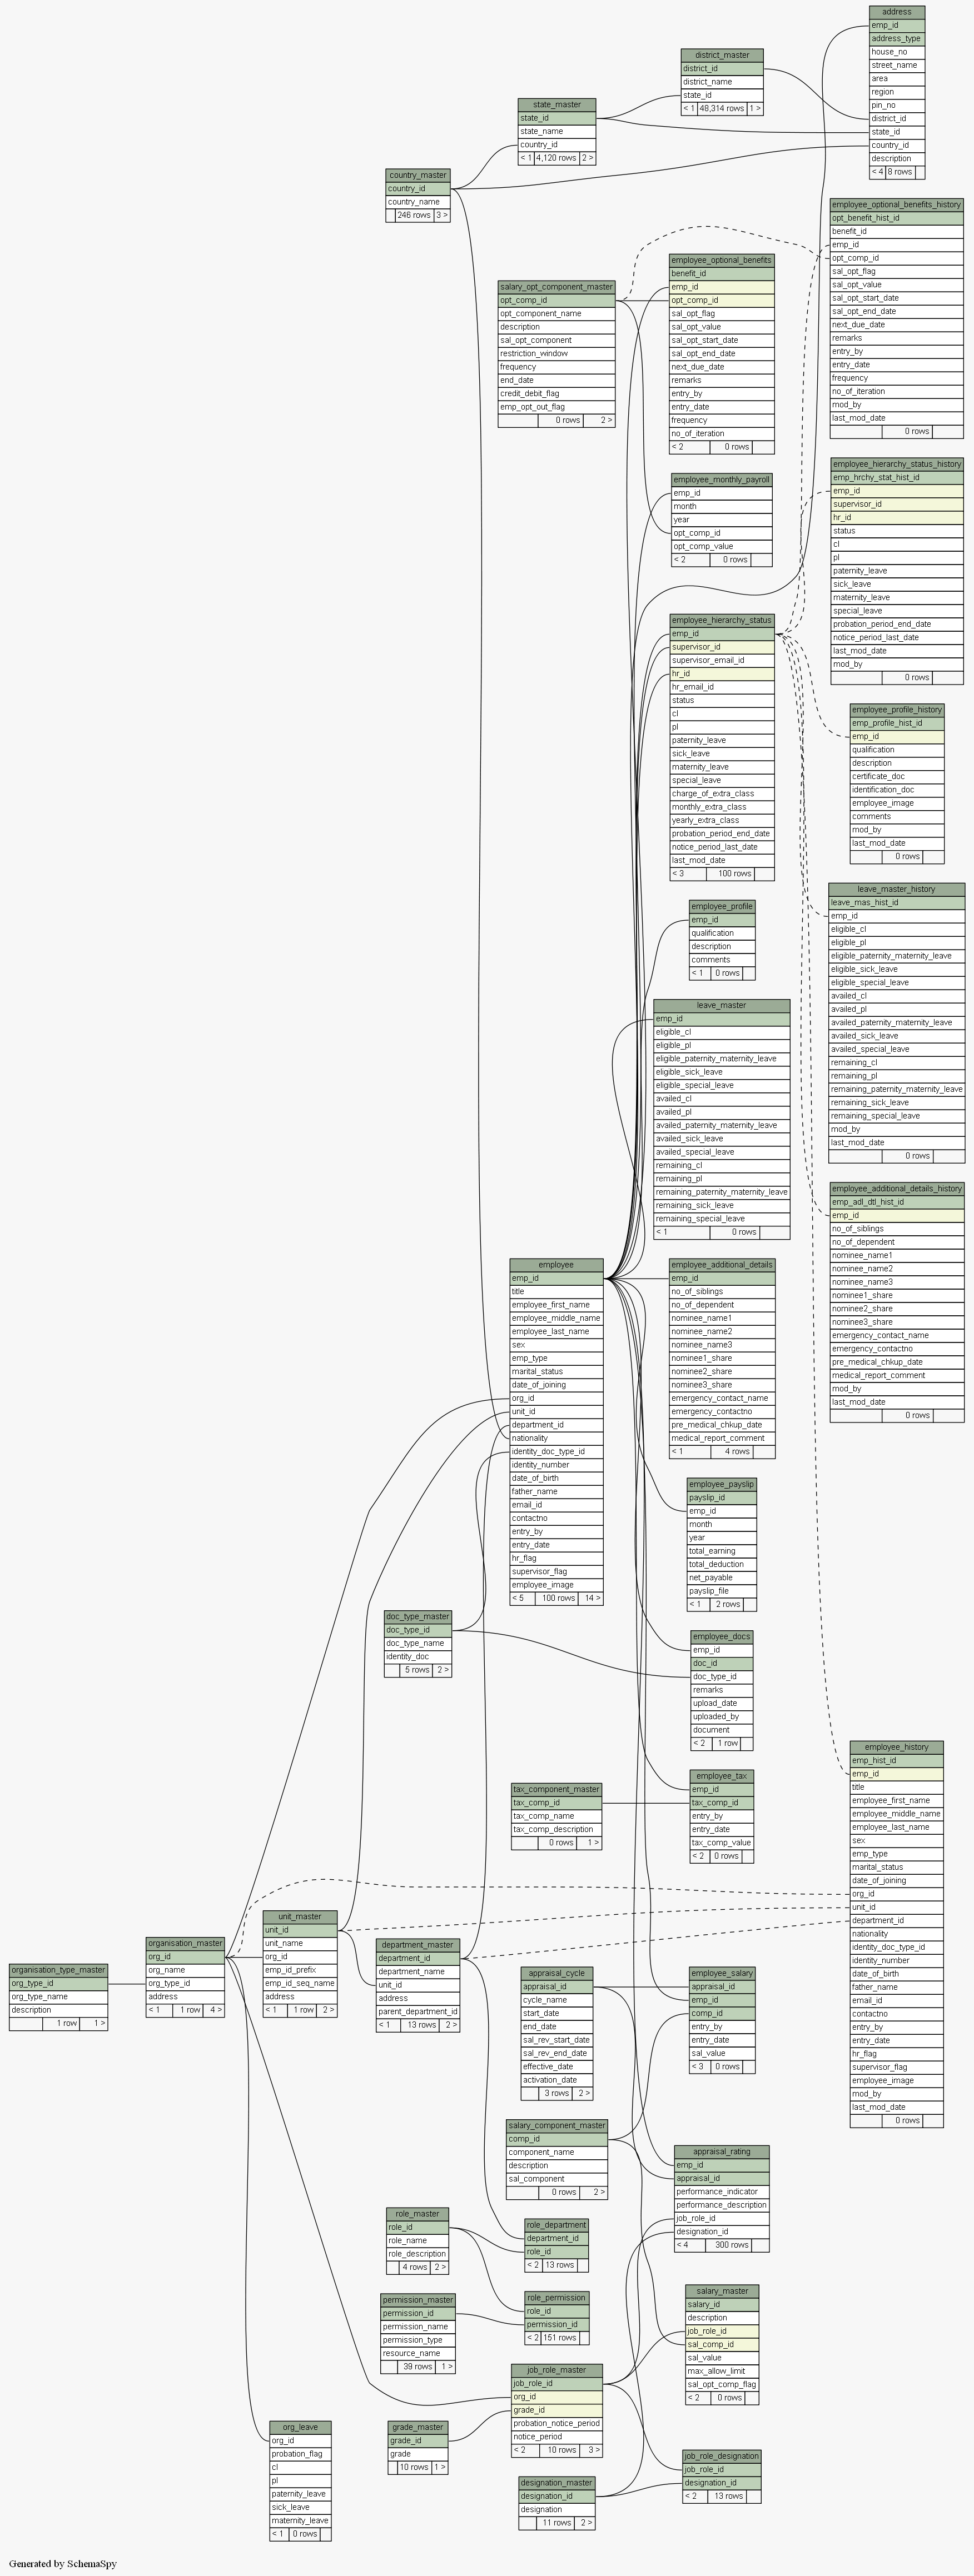 address
emp_id
address_type
house_no
street_name
area
region
pin_no
district_id
state_id
country_id
description
< 4 8 rows
district_master
district_id
district_name
state_id
< 1 48,314 rows 1 >
state_master
state_id
state_name
country_id
< 1 4,120 rows 2 >
country_master
country_id
country_name
246 rows 3 >
employee_optional_benefits_history
opt_benefit_hist_id
benefit_id
emp_id
opt_comp_id
sal_opt_flag
sal_opt_value
sal_opt_start_date
sal_opt_end_date
next_due_date
remarks
entry_by
entry_date
frequency
no_of_iteration
mod_by
last_mod_date
0 rows
employee_optional_benefits
benefit_id
emp_id
opt_comp_id
sal_opt_flag
sal_opt_value
sal_opt_start_date
sal_opt_end_date
next_due_date
remarks
entry_by
entry_date
frequency
no_of_iteration
< 2 0 rows
salary_opt_component_master
opt_comp_id
opt_component_name
description
sal_opt_component
restriction_window
frequency
end_date
credit_debit_flag
emp_opt_out_flag
0 rows 2 >
employee_hierarchy_status_history
emp_hrchy_stat_hist_id
emp_id
supervisor_id
hr_id
status
cl
pl
paternity_leave
sick_leave
maternity_leave
special_leave
probation_period_end_date
notice_period_last_date
last_mod_date
mod_by
0 rows
employee_monthly_payroll
emp_id
month
year
opt_comp_id
opt_comp_value
< 2 0 rows
employee_hierarchy_status
emp_id
supervisor_id
supervisor_email_id
hr_id
hr_email_id
status
cl
pl
paternity_leave
sick_leave
maternity_leave
special_leave
charge_of_extra_class
monthly_extra_class
yearly_extra_class
probation_period_end_date
notice_period_last_date
last_mod_date
< 3 100 rows
employee_profile_history
emp_profile_hist_id
emp_id
qualification
description
certificate_doc
identification_doc
employee_image
comments
mod_by
last_mod_date
0 rows
employee_profile
emp_id
qualification
description
comments
< 1 0 rows
leave_master_history
leave_mas_hist_id
emp_id
eligible_cl
eligible_pl
eligible_paternity_maternity_leave
eligible_sick_leave
eligible_special_leave
availed_cl
availed_pl
availed_paternity_maternity_leave
availed_sick_leave
availed_special_leave
remaining_cl
remaining_pl
remaining_paternity_maternity_leave
remaining_sick_leave
remaining_special_leave
mod_by
last_mod_date
0 rows
leave_master
emp_id
eligible_cl
eligible_pl
eligible_paternity_maternity_leave
eligible_sick_leave
eligible_special_leave
availed_cl
availed_pl
availed_paternity_maternity_leave
availed_sick_leave
availed_special_leave
remaining_cl
remaining_pl
remaining_paternity_maternity_leave
remaining_sick_leave
remaining_special_leave
< 1 0 rows
employee_additional_details_history
emp_adl_dtl_hist_id
emp_id
no_of_siblings
no_of_dependent
nominee_name1
nominee_name2
nominee_name3
nominee1_share
nominee2_share
nominee3_share
emergency_contact_name
emergency_contactno
pre_medical_chkup_date
medical_report_comment
mod_by
last_mod_date
0 rows
employee
emp_id
title
employee_first_name
employee_middle_name
employee_last_name
sex
emp_type
marital_status
date_of_joining
org_id
unit_id
department_id
nationality
identity_doc_type_id
identity_number
date_of_birth
father_name
email_id
contactno
entry_by
entry_date
hr_flag
supervisor_flag
employee_image
< 5 100 rows 14 >
employee_additional_details
emp_id
no_of_siblings
no_of_dependent
nominee_name1
nominee_name2
nominee_name3
nominee1_share
nominee2_share
nominee3_share
emergency_contact_name
emergency_contactno
pre_medical_chkup_date
medical_report_comment
< 1 4 rows
employee_payslip
payslip_id
emp_id
month
year
total_earning
total_deduction
net_payable
payslip_file
< 1 2 rows
doc_type_master
doc_type_id
doc_type_name
identity_doc
5 rows 2 >
employee_docs
emp_id
doc_id
doc_type_id
remarks
upload_date
uploaded_by
document
< 2 1 row
employee_history
emp_hist_id
emp_id
title
employee_first_name
employee_middle_name
employee_last_name
sex
emp_type
marital_status
date_of_joining
org_id
unit_id
department_id
nationality
identity_doc_type_id
identity_number
date_of_birth
father_name
email_id
contactno
entry_by
entry_date
hr_flag
supervisor_flag
employee_image
mod_by
last_mod_date
0 rows
employee_tax
emp_id
tax_comp_id
entry_by
entry_date
tax_comp_value
< 2 0 rows
tax_component_master
tax_comp_id
tax_comp_name
tax_comp_description
0 rows 1 >
unit_master
unit_id
unit_name
org_id
emp_id_prefix
emp_id_seq_name
address
< 1 1 row 2 >
organisation_master
org_id
org_name
org_type_id
address
< 1 1 row 4 >
organisation_type_master
org_type_id
org_type_name
description
1 row 1 >
department_master
department_id
department_name
unit_id
address
parent_department_id
< 1 13 rows 2 >
appraisal_cycle
appraisal_id
cycle_name
start_date
end_date
sal_rev_start_date
sal_rev_end_date
effective_date
activation_date
3 rows 2 >
employee_salary
appraisal_id
emp_id
comp_id
entry_by
entry_date
sal_value
< 3 0 rows
salary_component_master
comp_id
component_name
description
sal_component
0 rows 2 >
appraisal_rating
emp_id
appraisal_id
performance_indicator
performance_description
job_role_id
designation_id
< 4 300 rows
role_master
role_id
role_name
role_description
4 rows 2 >
role_department
department_id
role_id
< 2 13 rows
permission_master
permission_id
permission_name
permission_type
resource_name
39 rows 1 >
role_permission
role_id
permission_id
< 2 151 rows
salary_master
salary_id
description
job_role_id
sal_comp_id
sal_value
max_allow_limit
sal_opt_comp_flag
< 2 0 rows
job_role_master
job_role_id
org_id
grade_id
probation_notice_period
notice_period
< 2 10 rows 3 >
org_leave
org_id
probation_flag
cl
pl
paternity_leave
sick_leave
maternity_leave
< 1 0 rows
grade_master
grade_id
grade
10 rows 1 >
job_role_designation
job_role_id
designation_id
< 2 13 rows
designation_master
designation_id
designation
11 rows 2 >
Generated by SchemaSpy